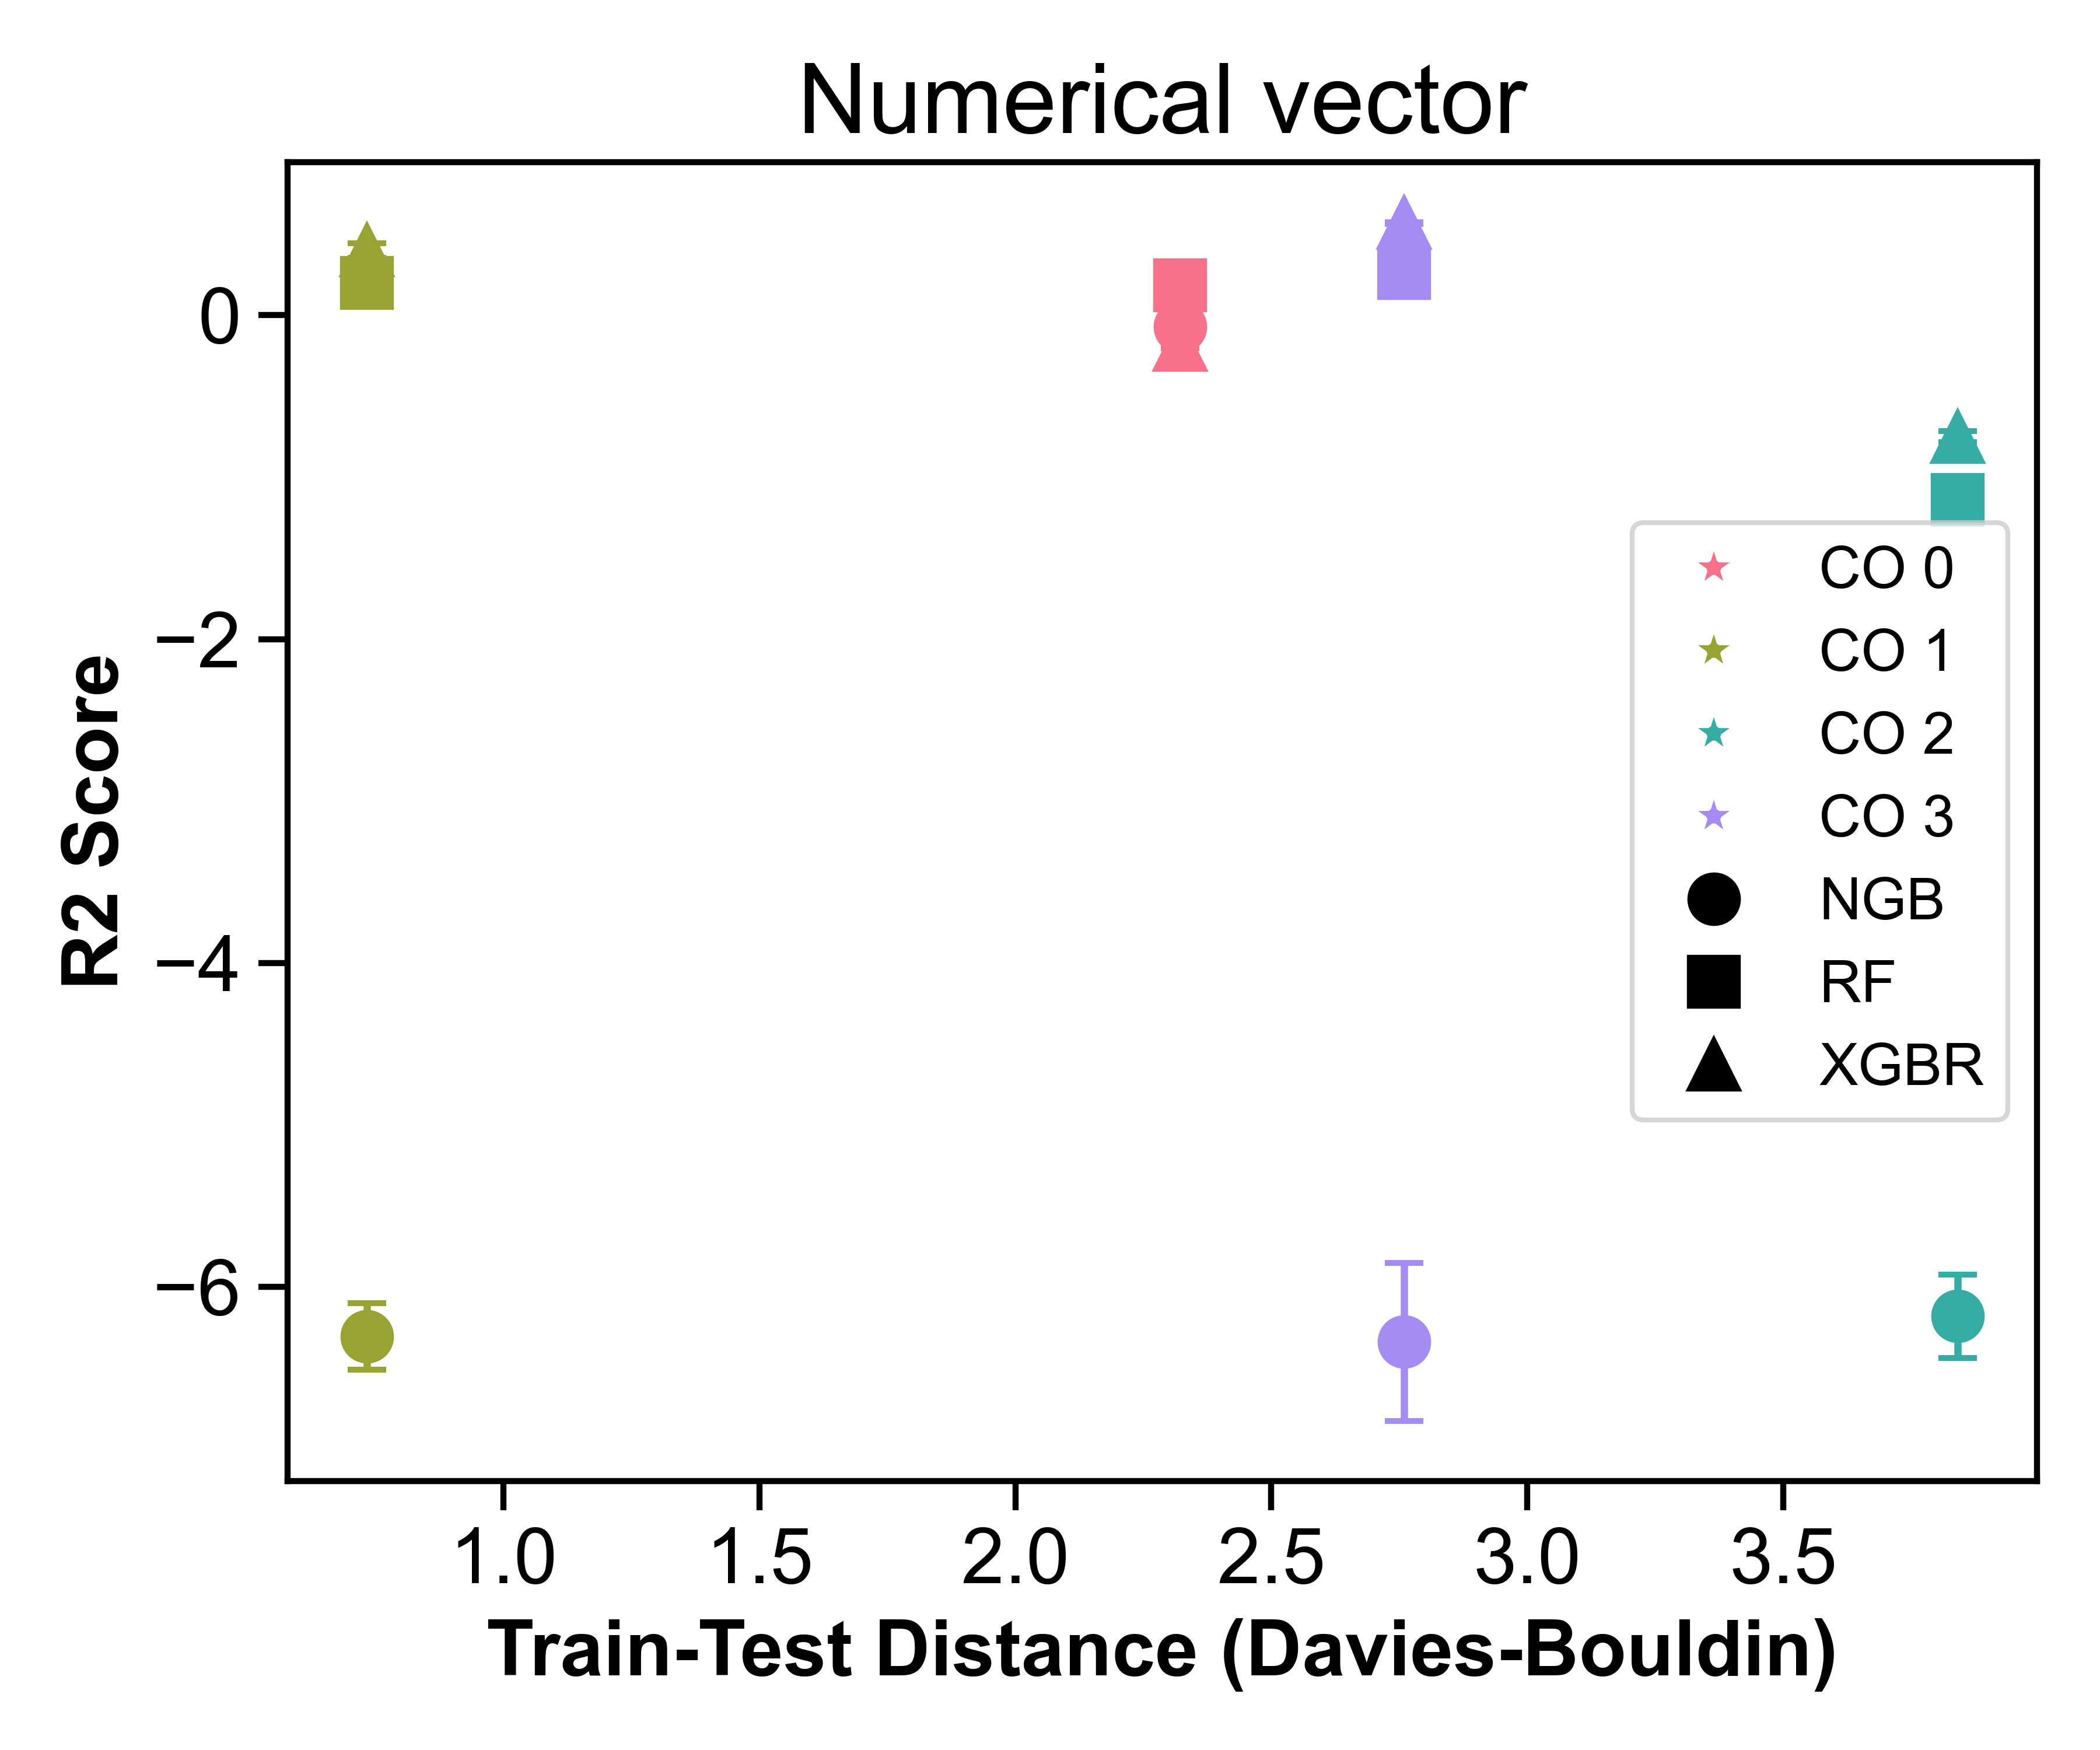 Numerical vector
R2 Score
0
−2
−4
−6
CO 0
CO 1
CO 2
CO 3
NGB
RF
XGBR
1.0 1.5 2.0 2.5 3.0 3.5
Train-Test Distance (Davies-Bouldin)